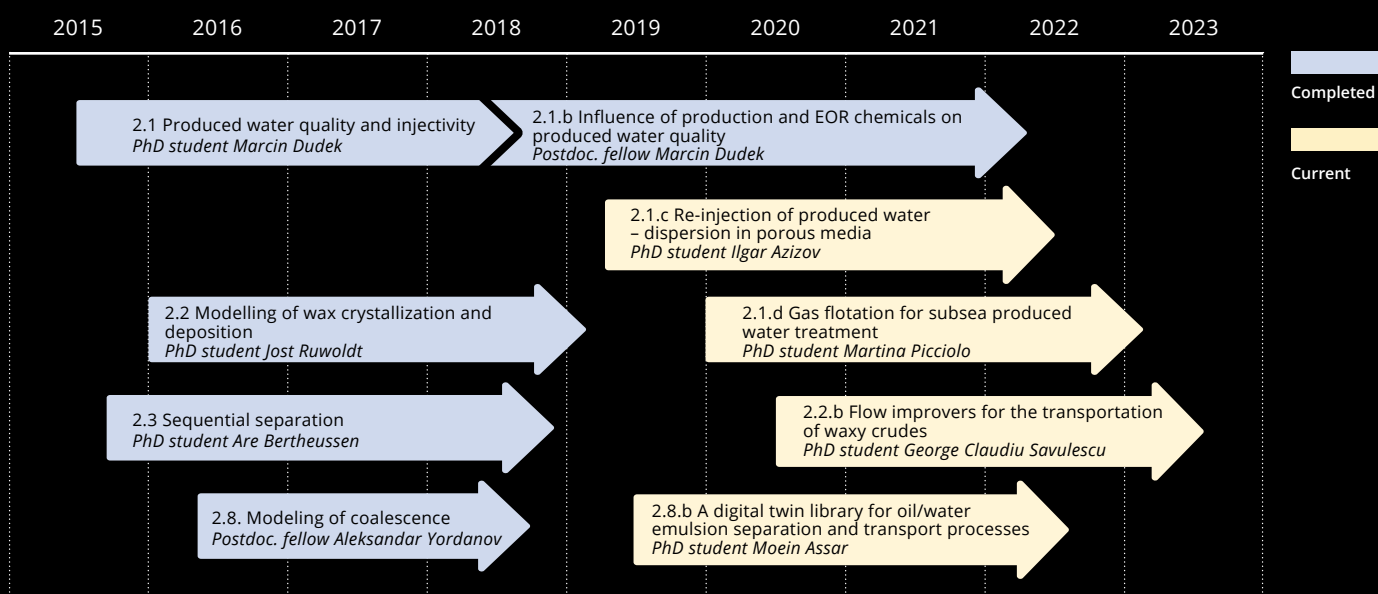 2015 2016 2017 2018 2019 2020 2021 2022 2023
Completed
Current
2.1 Produced water quality and injectivity
PhD student Marcin Dudek
2.1.b Influence of production and EOR chemicals on
produced water quality
Postdoc. fellow Marcin Dudek
2.1.c Re-injection of produced water
– dispersion in porous media
PhD student Ilgar Azizov
2.2 Modelling of wax crystallization and
deposition
PhD student Jost Ruwoldt
2.1.d Gas flotation for subsea produced
water treatment
PhD student Martina Picciolo
2.3 Sequential separation
PhD student Are Bertheussen
2.2.b Flow improvers for the transportation
of waxy crudes
PhD student George Claudiu Savulescu
2.8. Modeling of coalescence
Postdoc. fellow Aleksandar Yordanov
2.8.b A digital twin library for oil/water
emulsion separation and transport processes
PhD student Moein Assar